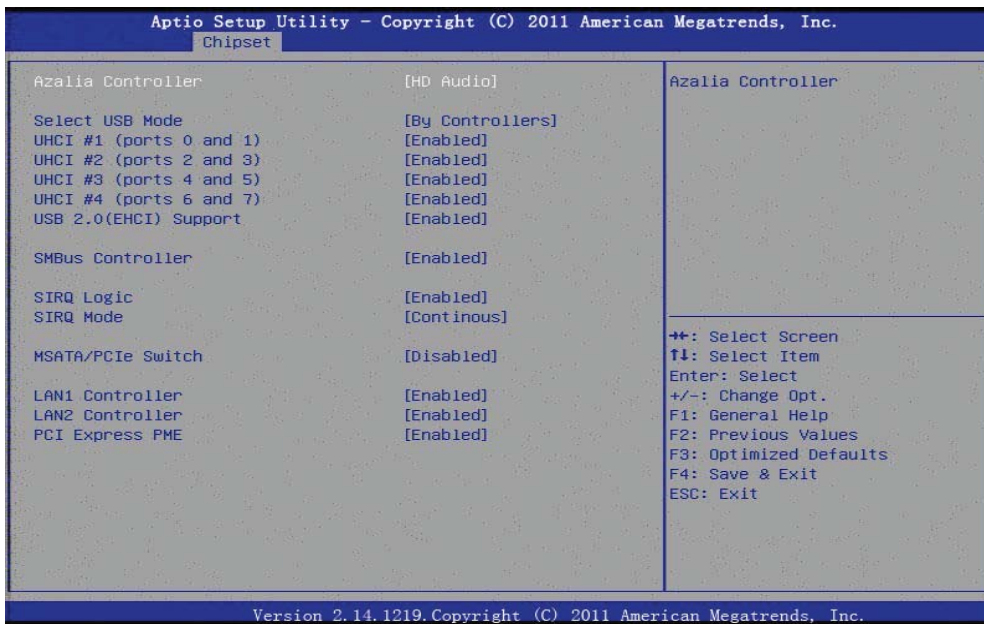 Aptio Setup Utility - Copyright (C) 2011 American Megatrends, Inc.
Chipset
Azalia Controller [HD Audio]
Select USB Mode [By Controllers]
UHCI #1 (ports 0 and 1) [Enabled]
UHCI #2 (ports 2 and 3) [Enabled]
UHCI #3 (ports 4 and 5) [Enabled]
UHCI #4 (ports 6 and 7) [Enabled]
USB 2.0(EHCI) Support [Enabled]
SMBus Controller [Enabled]
SIRQ Logic [Enabled]
SIRQ Mode [Continous]
MSATA/PCIe Switch [Disabled]
LAN1 Controller [Enabled]
LAN2 Controller [Enabled]
PCI Express PME [Enabled]
Azalia Controller
→←: Select Screen
↑↓: Select Item
Enter: Select
+/-: Change Opt.
F1: General Help
F2: Previous Values
F3: Optimized Defaults
F4: Save & Exit
ESC: Exit
Version 2.14.1219. Copyright (C) 2011 American Megatrends, Inc.